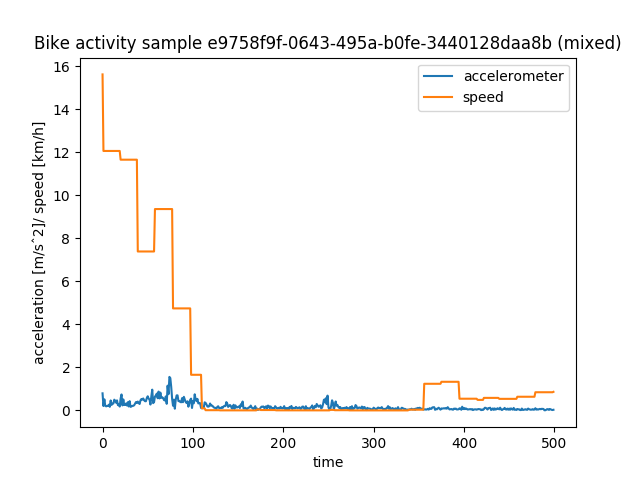 Bike activity sample e9758f9f-0643-495a-b0fe-3440128daa8b (mixed)
accelerometer
speed
acceleration [m/s^2]/ speed [km/h]
16
14
12
10
8
6
4
2
0
0 100 200 300 400 500
time